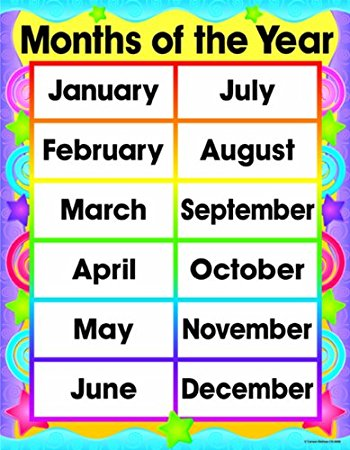 Months of the Year
January
July
February
August
March
September
April
October
May
November
June
December